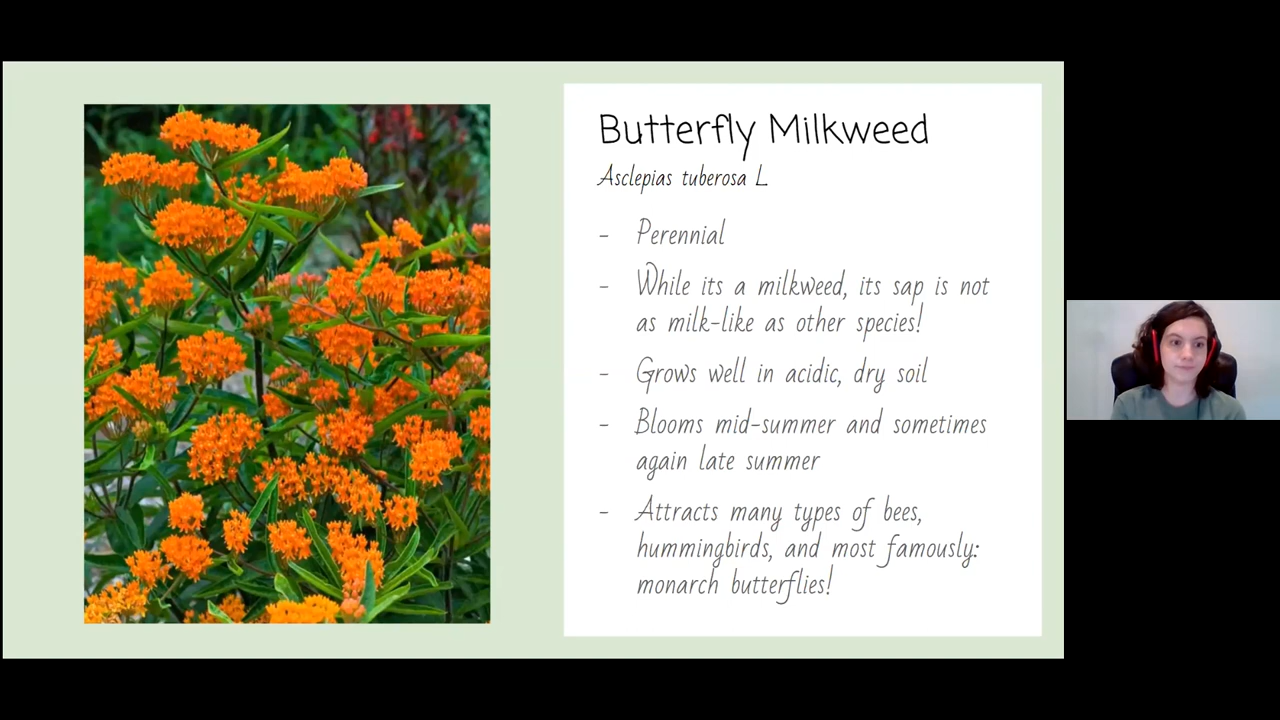 Butterfly Milkweed
Asclepias tuberosa L
- Perennial
- While its a milkweed, its sap is not
as milk-like as other species!
- Grows well in acidic, dry soil
- Blooms mid-summer and sometimes
again late summer
- Attracts many types of bees,
hummingbirds, and most famously:
monarch butterflies!